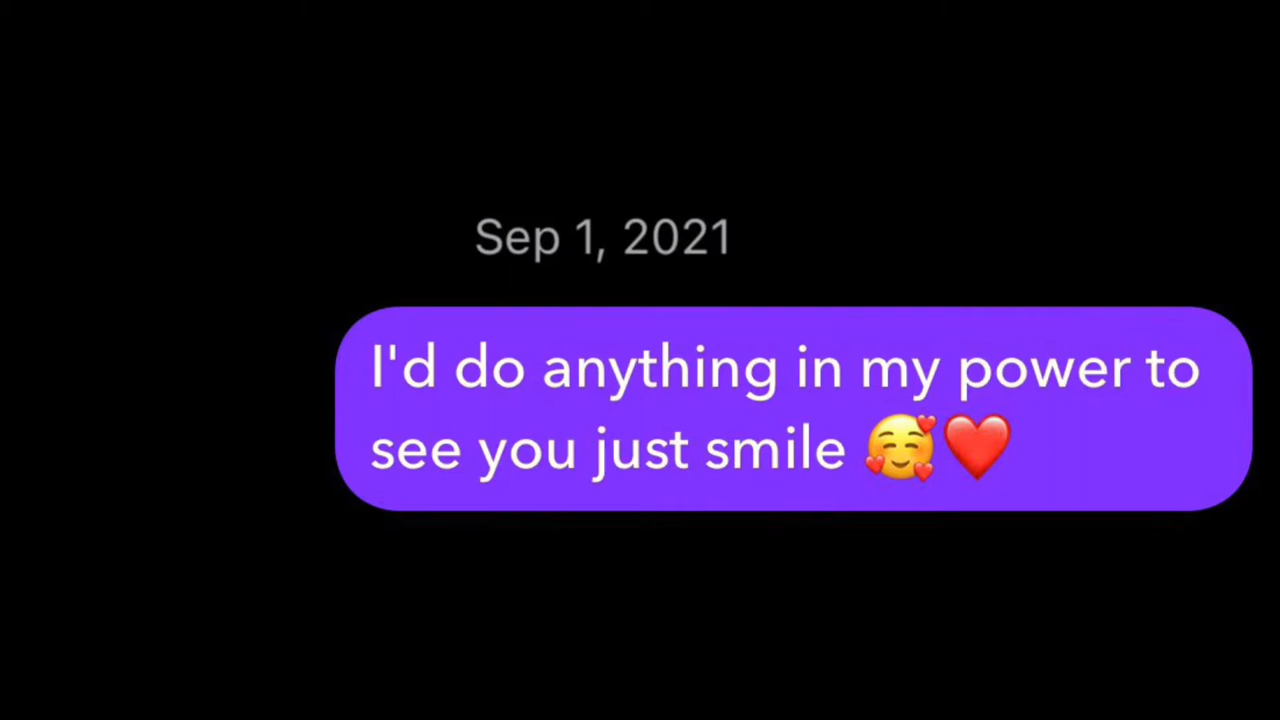 Sep 1, 2021
I'd do anything in my power to
see you just smile 🥰❤️